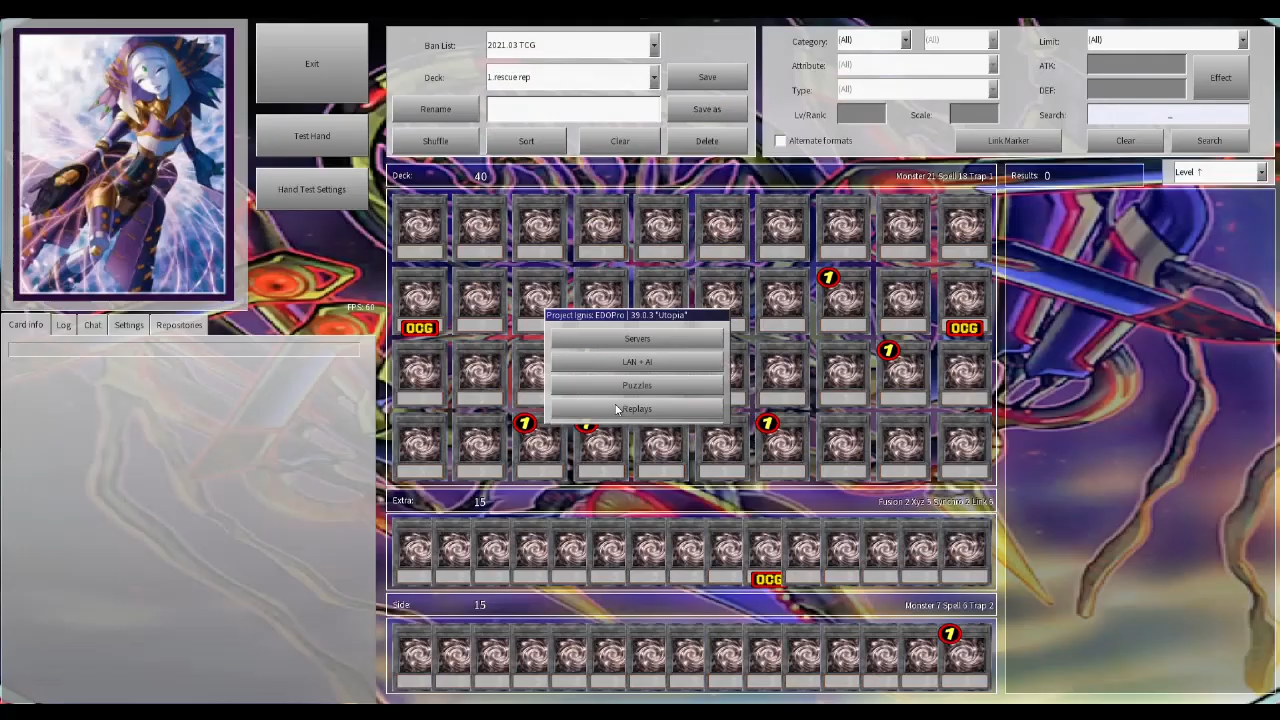 Exit
Test Hand
Hand Test Settings
FPS: 60
Card info Log Chat Settings Repositories
Ban List: 2021.03 TCG
Deck: 1.rescue rep Save
Rename Save as
Shuffle Sort Clear Delete
Category: (All) (All) Limit: (All)
Attribute: (All) ATK:
Type: (All) DEF: Effect
Lv/Rank: Scale: Search: _
Alternate formats Link Marker Clear Search
Deck: 40 Monster 21 Spell 18 Trap 1
Results: 0 Level ↑
1
OCG OCG
1
1 1
Project Ignis: EDOPro | 39.0.3 "Utopia"
Servers
LAN + AI
Puzzles
Replays
Extra: 15 Fusion 2 Xyz 5 Synchro 2 Link 6
OCG
Side: 15 Monster 7 Spell 6 Trap 2
1